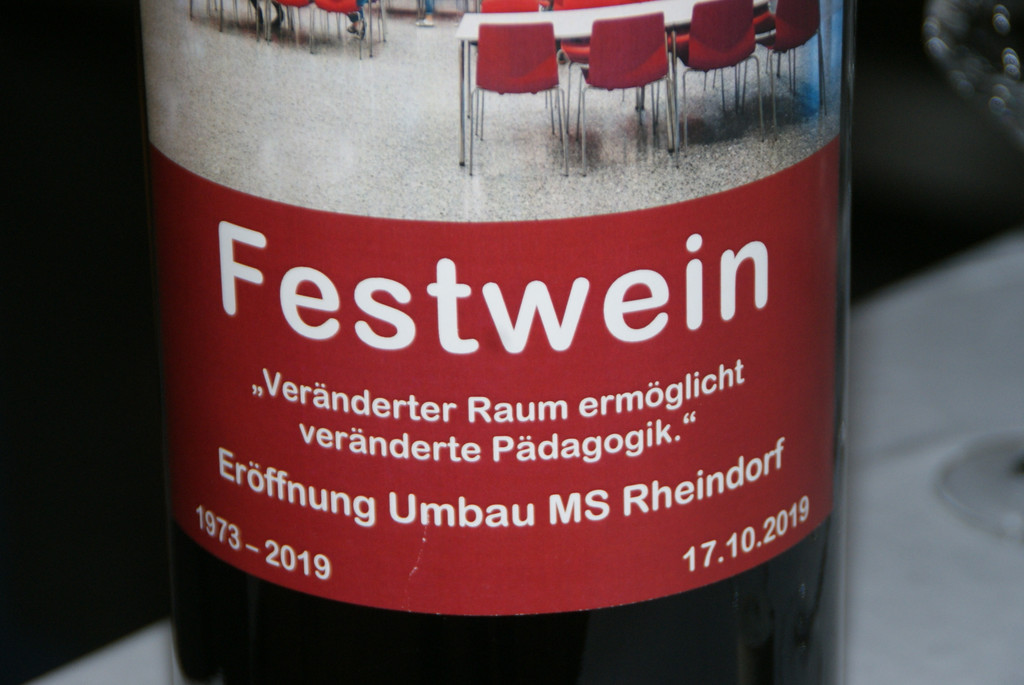 Festwein
„Veränderter Raum ermöglicht
veränderte Pädagogik.“
Eröffnung Umbau MS Rheindorf
1973 – 2019
17.10.2019